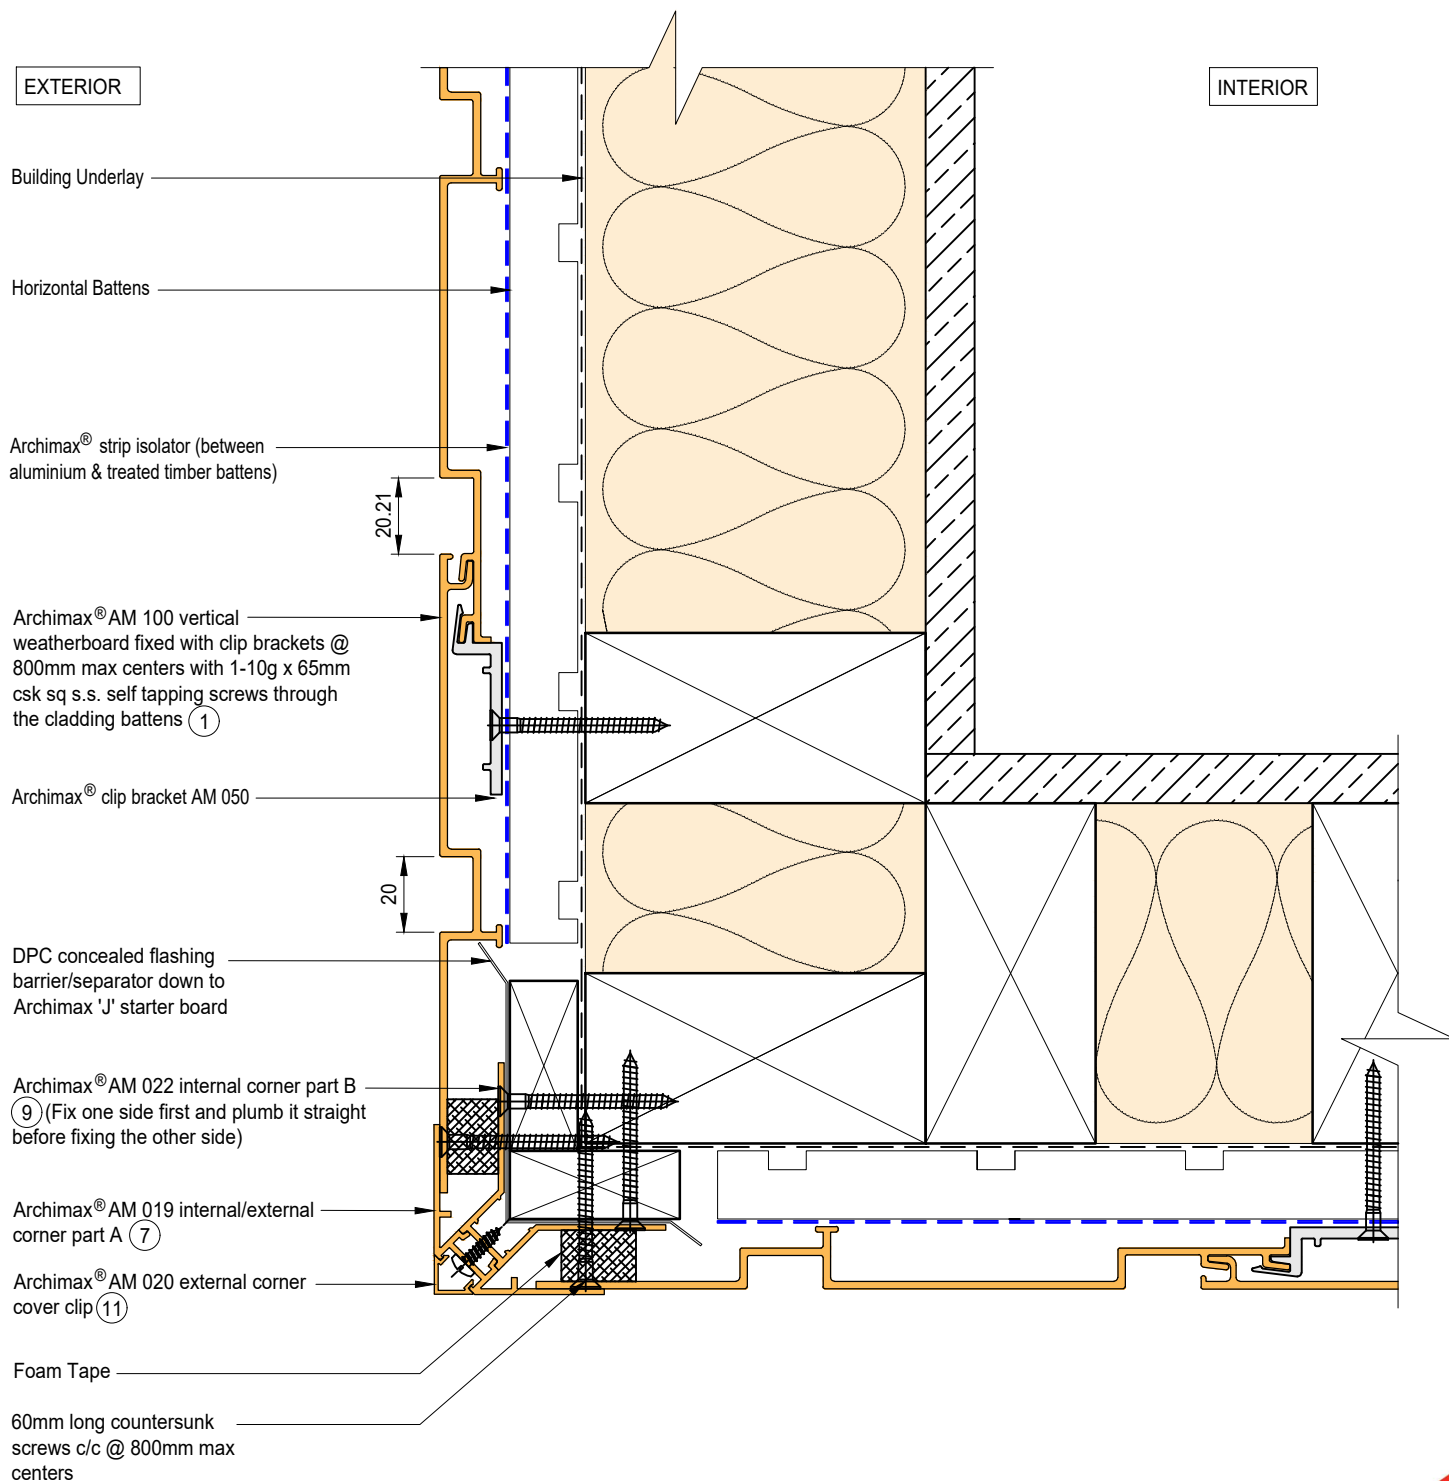 EXTERIOR
INTERIOR
Building Underlay
Horizontal Battens
Archimax® strip isolator (between
aluminium & treated timber battens)
20.21
Archimax® AM 100 vertical
weatherboard fixed with clip brackets @
800mm max centers with 1-10g x 65mm
csk sq s.s. self tapping screws through
the cladding battens 1
Archimax® clip bracket AM 050
20
DPC concealed flashing
barrier/separator down to
Archimax 'J' starter board
Archimax® AM 022 internal corner part B
9 (Fix one side first and plumb it straight
before fixing the other side)
Archimax® AM 019 internal/external
corner part A 7
Archimax® AM 020 external corner
cover clip 11
Foam Tape
60mm long countersunk
screws c/c @ 800mm max
centers